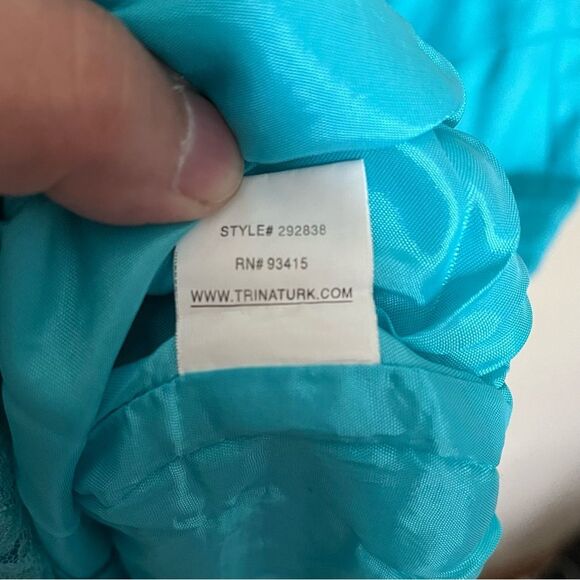 STYLE# 292838
RN# 93415
WWW.TRINATURK.COM